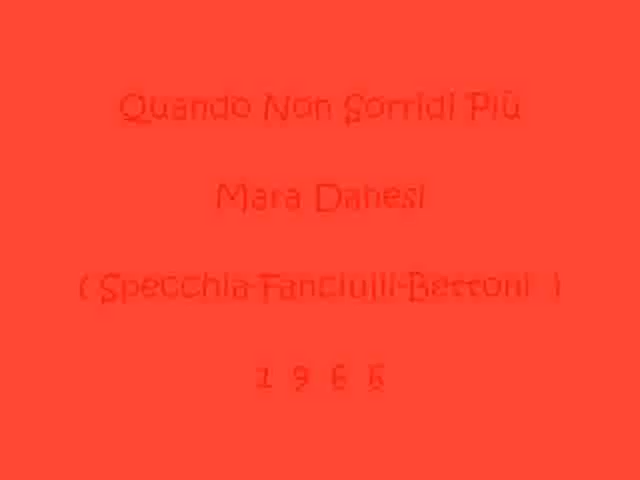 Quando Non Sorridi Più
Mara Danesi
( Specchia-Fanciulli-Bettoni )
1 9 6 6